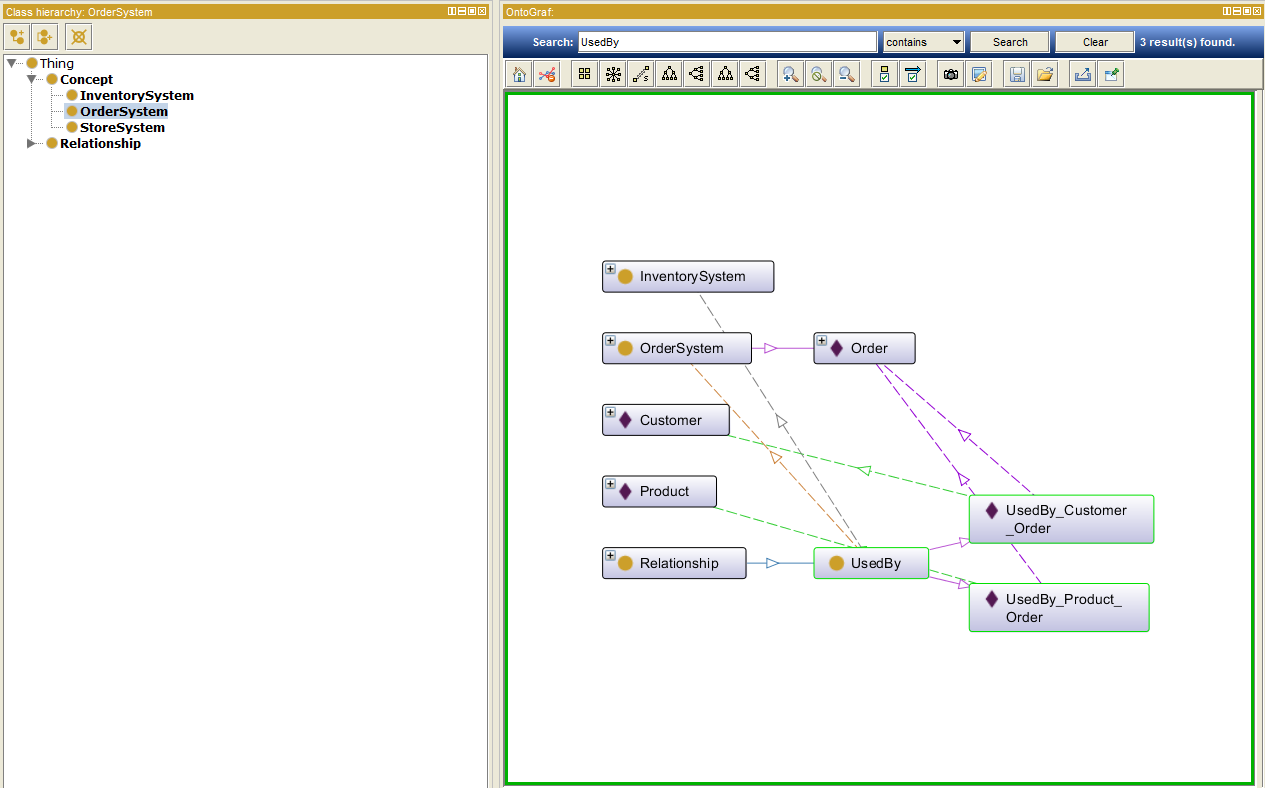 Class hierarchy: OrderSystem
Thing
Concept
InventorySystem
OrderSystem
StoreSystem
Relationship
OntoGraf:
Search: UsedBy contains Search Clear 3 result(s) found.
InventorySystem
OrderSystem
Order
Customer
Product
UsedBy_Customer
_Order
Relationship
UsedBy
UsedBy_Product_
Order